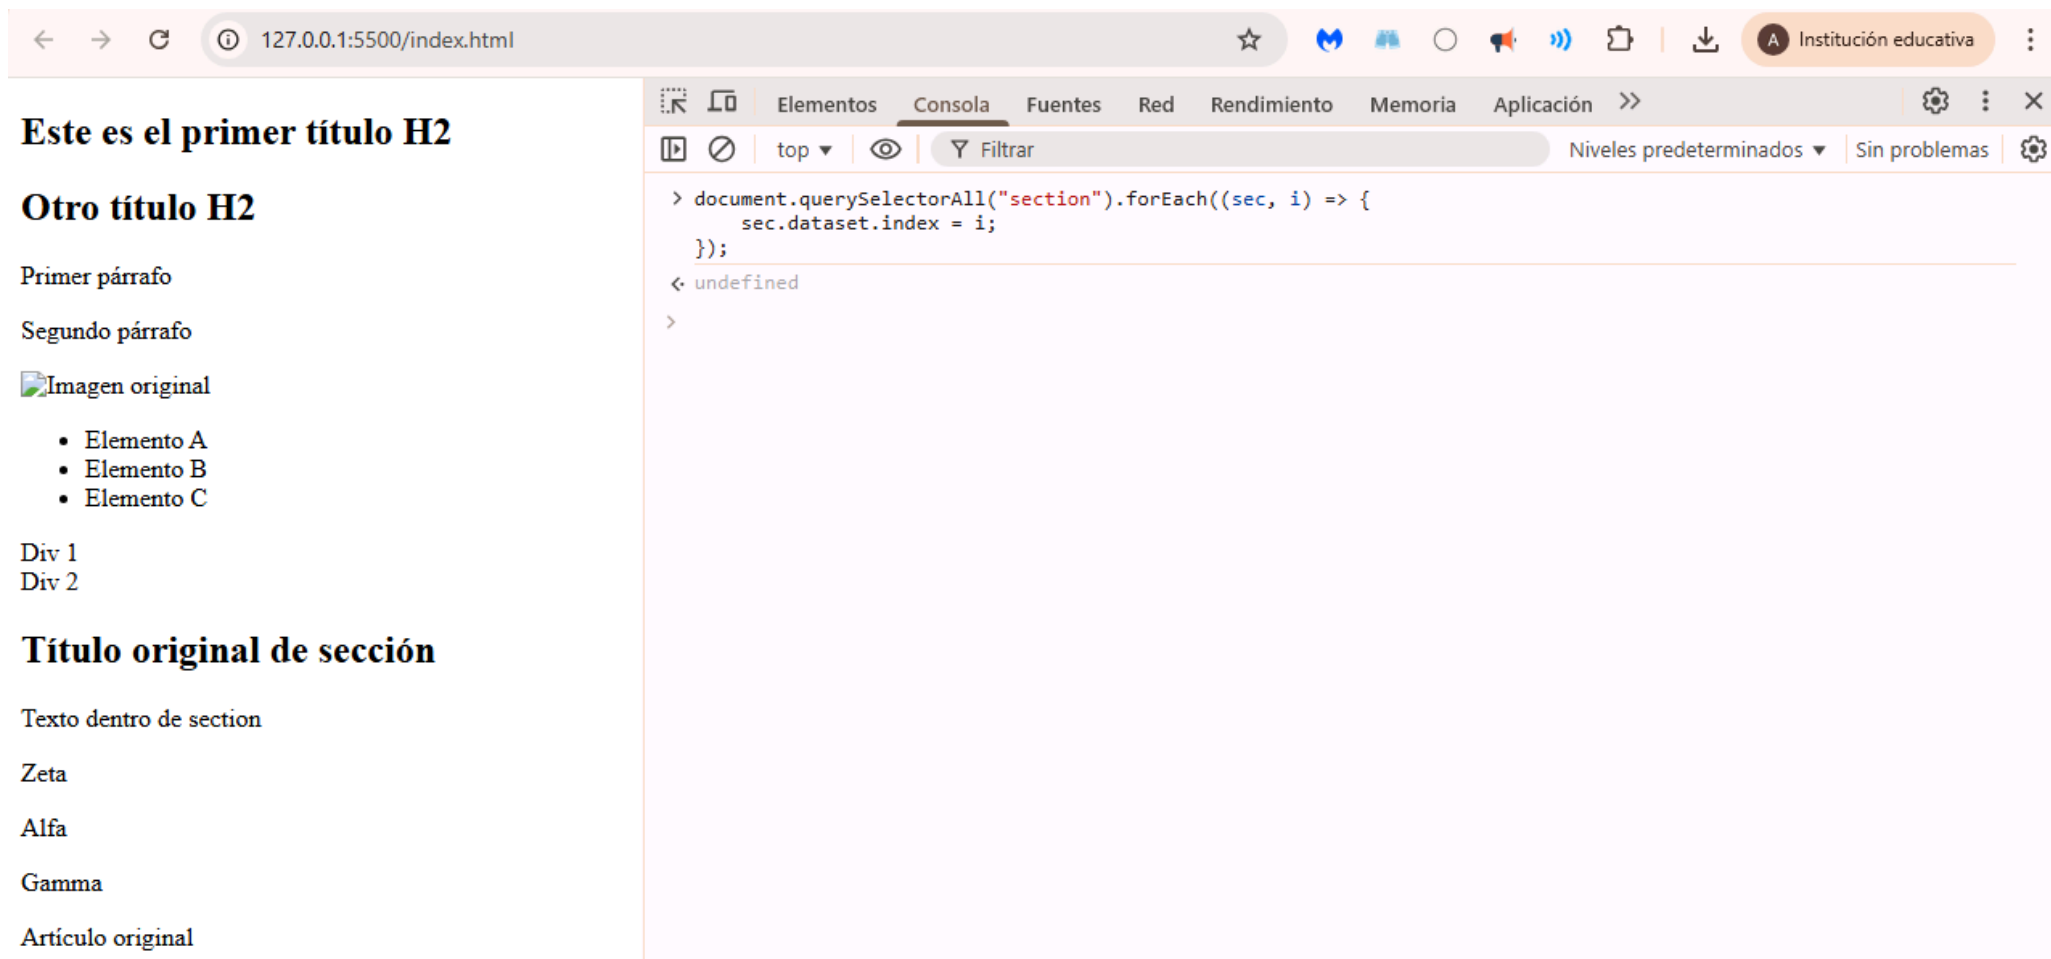 127.0.0.1:5500/index.html
A Institución educativa
Este es el primer título H2
Otro título H2
Primer párrafo
Segundo párrafo
Imagen original
Elemento A
Elemento B
Elemento C
Div 1
Div 2
Título original de sección
Texto dentro de section
Zeta
Alfa
Gamma
Artículo original
Elementos Consola Fuentes Red Rendimiento Memoria Aplicación
top Filtrar Niveles predeterminados Sin problemas
document.querySelectorAll("section").forEach((sec, i) => {
sec.dataset.index = i;
});
undefined